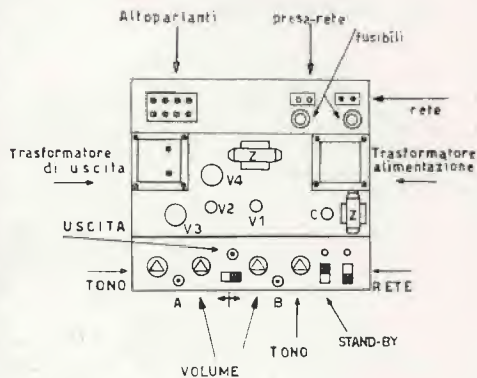 Altoparlanti
presa-rete
fusibili
rete
Trasformatore
di uscita
Z
Trasformatore
alimentazione
V4
V2
V1
C
Z
V3
USCITA
TONO
A
B
RETE
VOLUME
TONO
STAND-BY